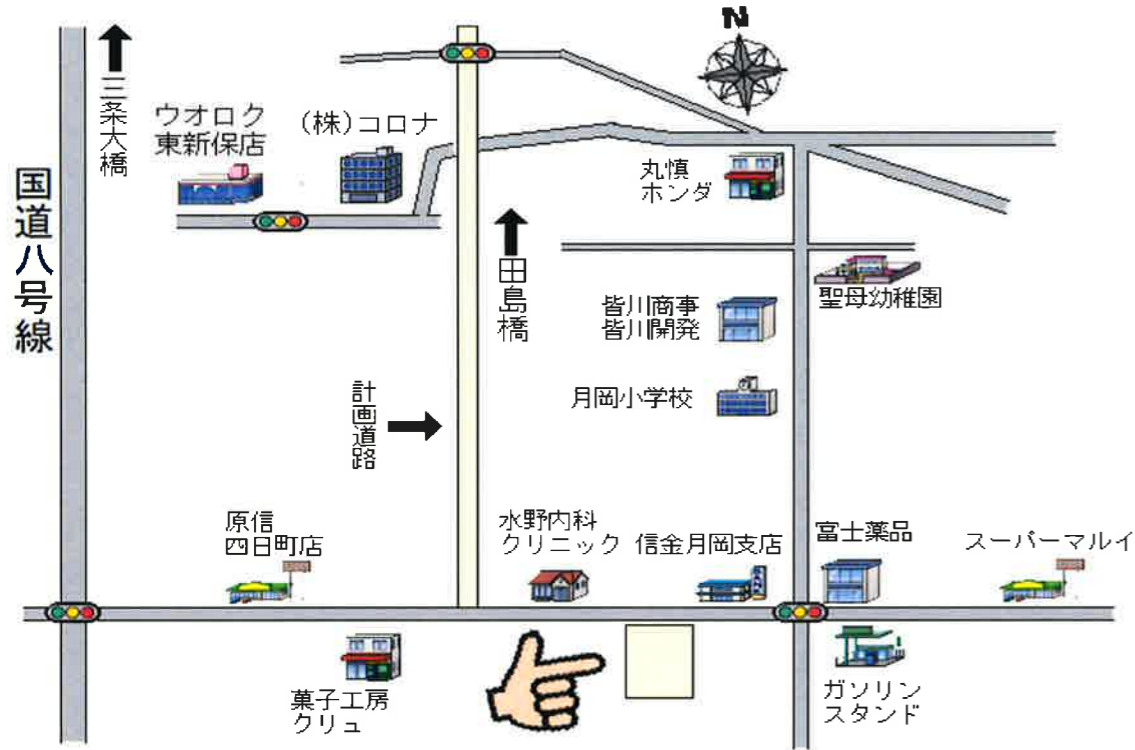 N
三条大橋
国道八号線
ウオロク
東新保店
(株)コロナ
丸慎
ホンダ
田島橋
聖母幼稚園
皆川商事
皆川開発
月岡小学校
計画道路
原信
四日町店
水野内科
クリニック
信金月岡支店
富士薬品
スーパーマルイ
菓子工房
クリュ
ガソリン
スタンド